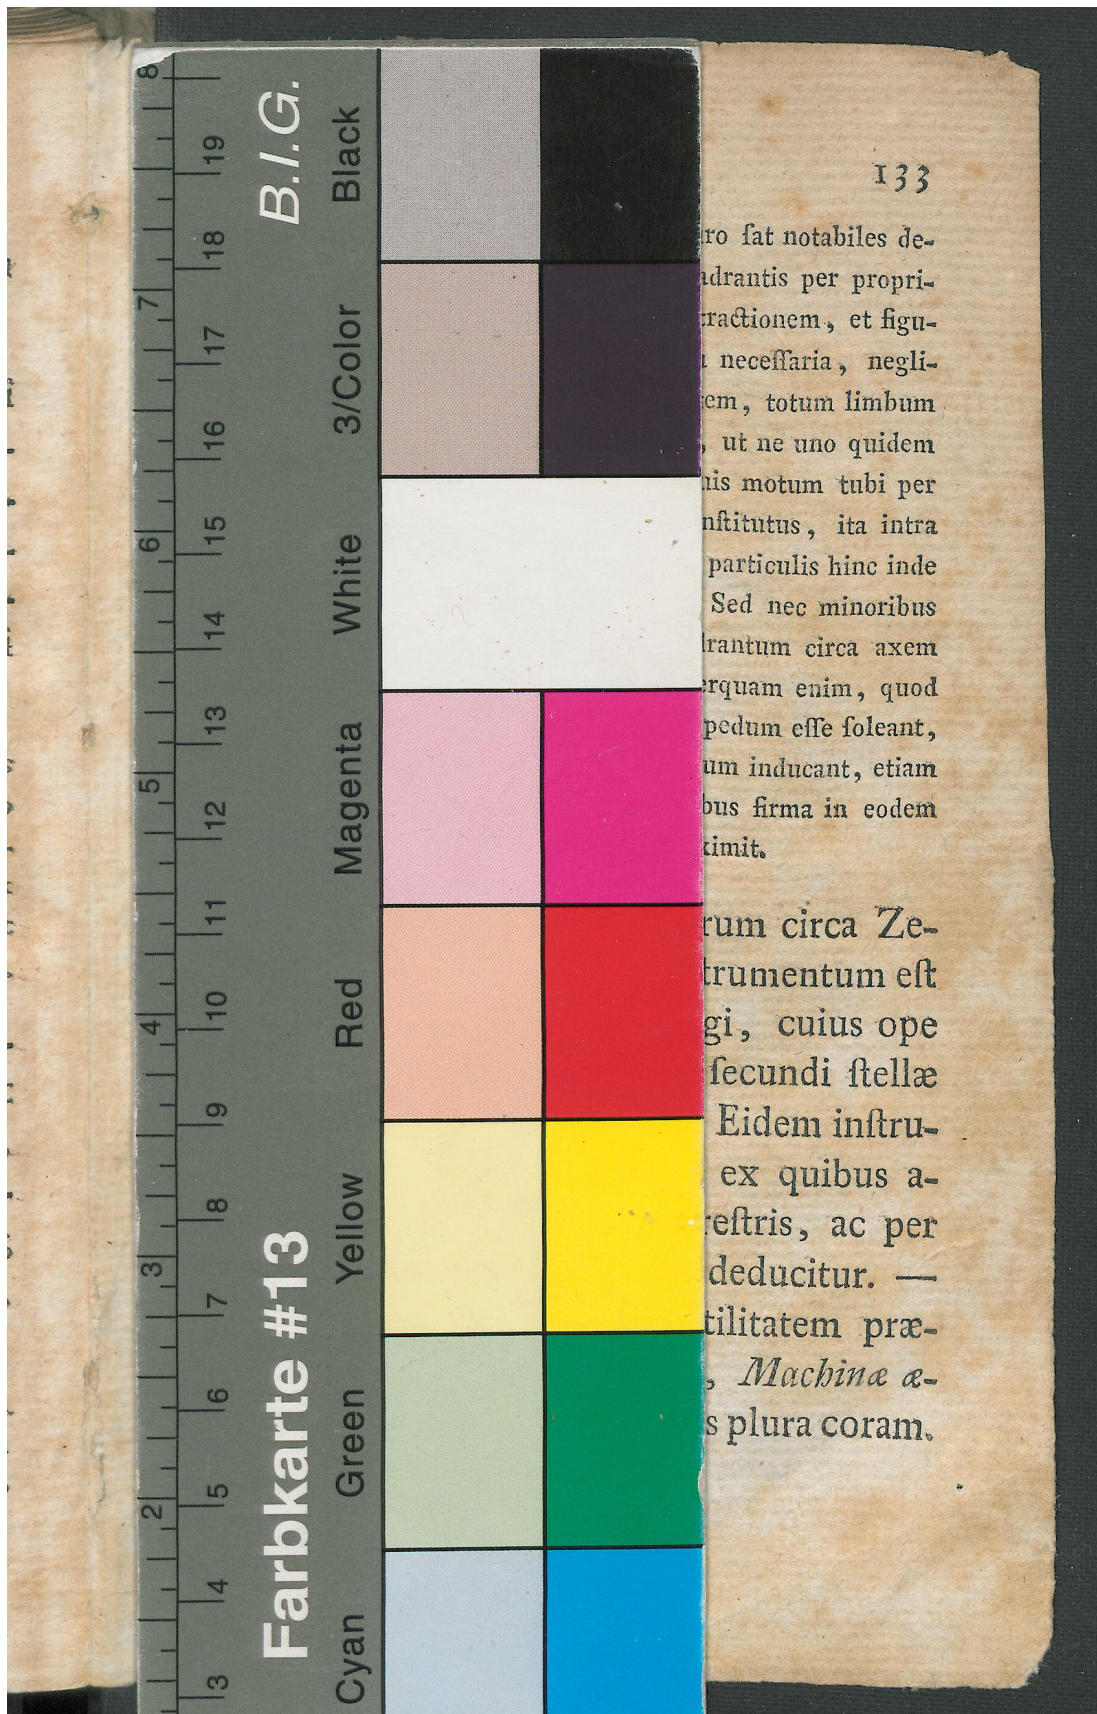 133
ro ſat notabiles de-
adrantis per propri-
tractionem, et figu-
neceſſaria, negli-
em, totum limbum
, ut ne uno quidem
nis motum tubi per
nſtitutus, ita intra
particulis hinc inde
Sed nec minoribus
drantum circa axem
erquam enim, quod
pedum eſſe ſoleant,
um inducant, etiam
bus firma in eodem
ximit.
rum circa Ze-
trumentum eſt
gi, cuius ope
ſecundi ſtellæ
Eidem inſtru-
ex quibus a-
reſtris, ac per
deducitur. —
tilitatem præ-
, Machinæ æ-
s plura coram.
8 7 6 5 4 3 2
19 18 17 16 15 14 13 12 11 10 9 8 7 6 5 4 3
Farbkarte #13 B.I.G.
Cyan Green Yellow Red Magenta White 3/Color Black